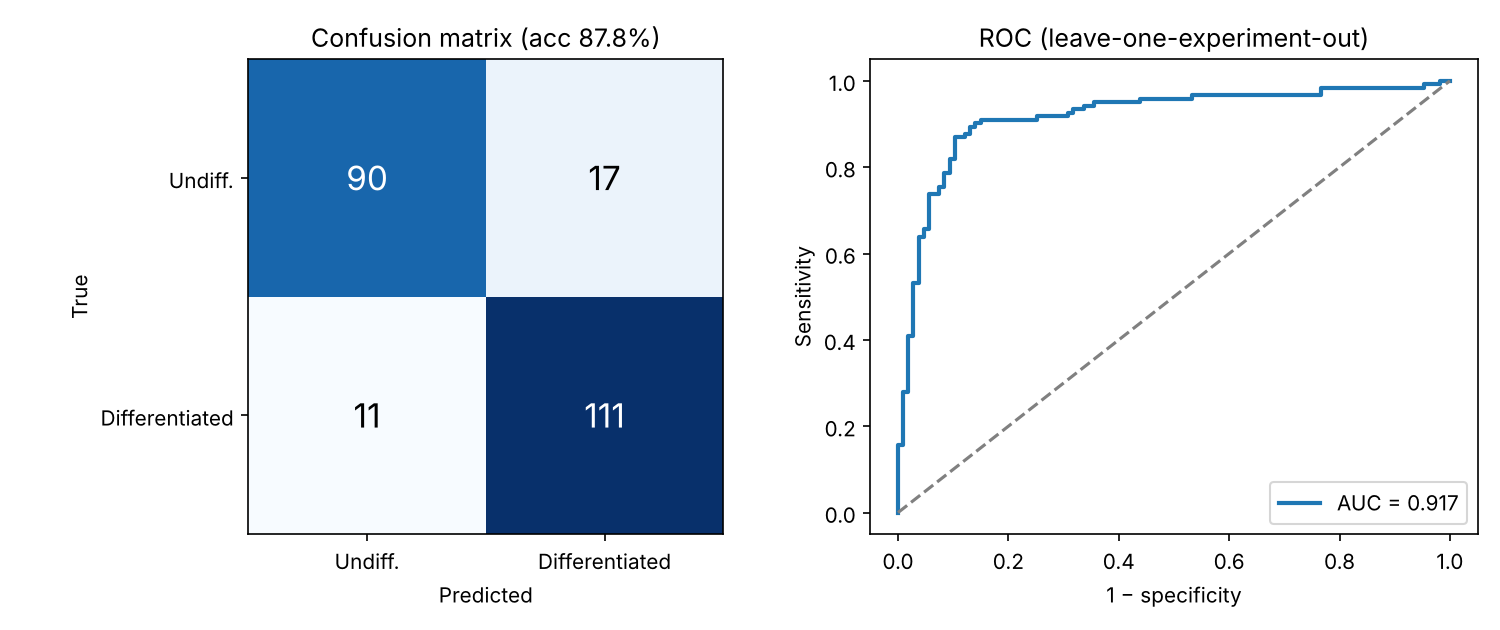 Confusion matrix (acc 87.8%)
True
Undiff.
90
17
Differentiated
11
111
Undiff.
Differentiated
Predicted
ROC (leave-one-experiment-out)
Sensitivity
1.0
0.8
0.6
0.4
0.2
0.0
AUC = 0.917
0.0
0.2
0.4
0.6
0.8
1.0
1 − specificity